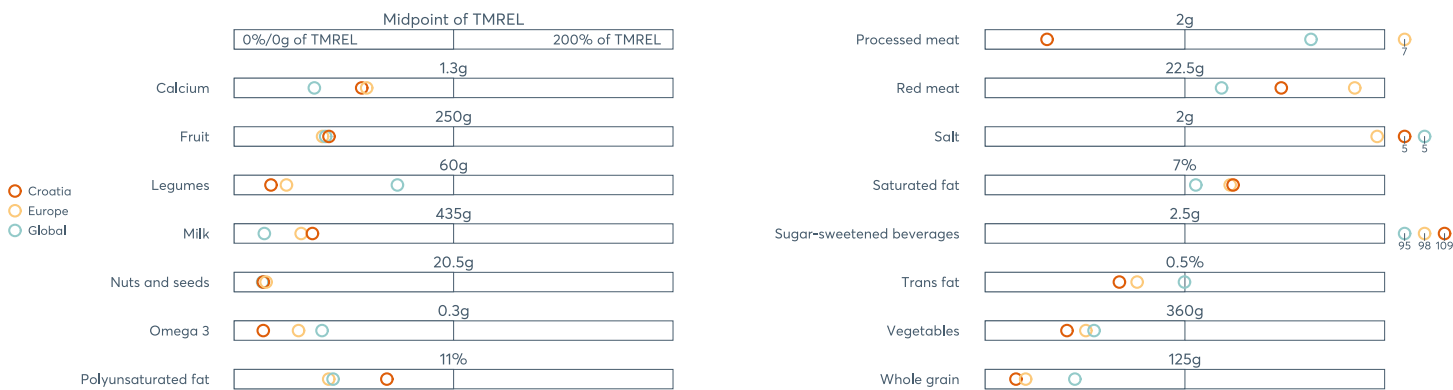 Midpoint of TMREL
0%/0g of TMREL
200% of TMREL
1.3g
Calcium
250g
Fruit
60g
Legumes
435g
Milk
20.5g
Nuts and seeds
0.3g
Omega 3
11%
Polyunsaturated fat
Croatia
Europe
Global
2g
Processed meat
7
22.5g
Red meat
2g
Salt
5 5
7%
Saturated fat
2.5g
Sugar-sweetened beverages
95 98 109
0.5%
Trans fat
360g
Vegetables
125g
Whole grain